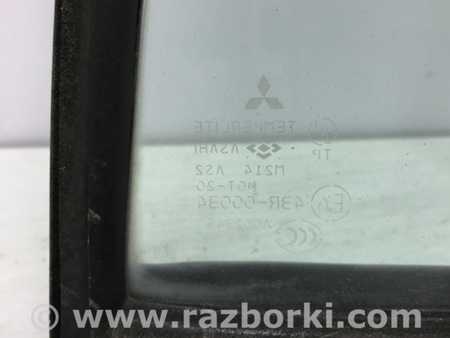 TEMPERLITE
TP ASAHI
M214 AS2
DOT-20
E6 43R-00034
www.razborki.com